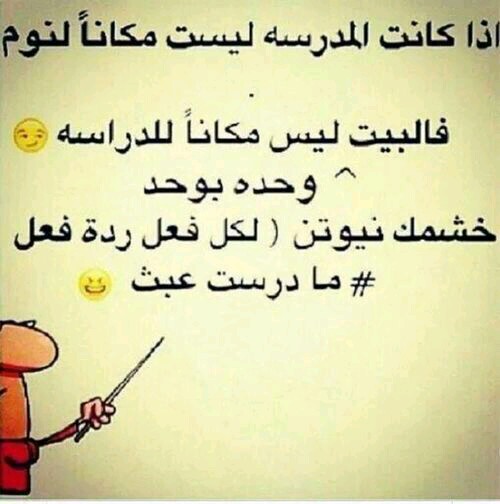 اذا كانت المدرسه ليست مكاناً لنوم
.
فالبيت ليس مكاناً للدراسه 😏
^ وحده بوحد
خشمك نيوتن ( لكل فعل ردة فعل
# ما درست عبث 😆